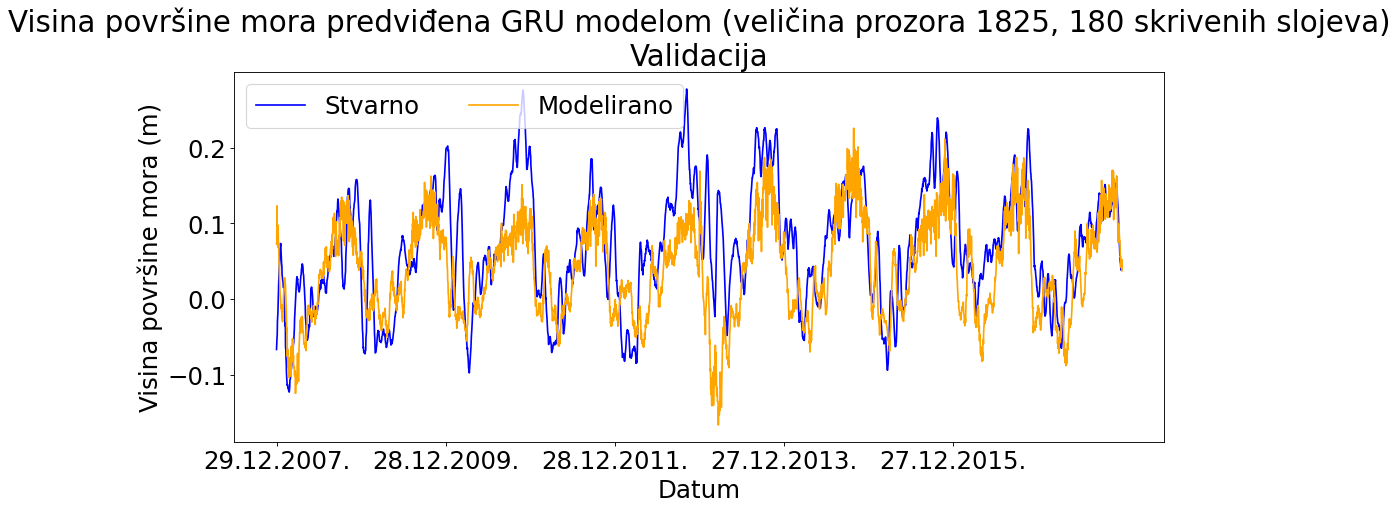 Visina površine mora predviđena GRU modelom (veličina prozora 1825, 180 skrivenih slojeva)
Validacija
Stvarno
Modelirano
Visina površine mora (m)
0.2
0.1
0.0
−0.1
29.12.2007.
28.12.2009.
28.12.2011.
27.12.2013.
27.12.2015.
Datum